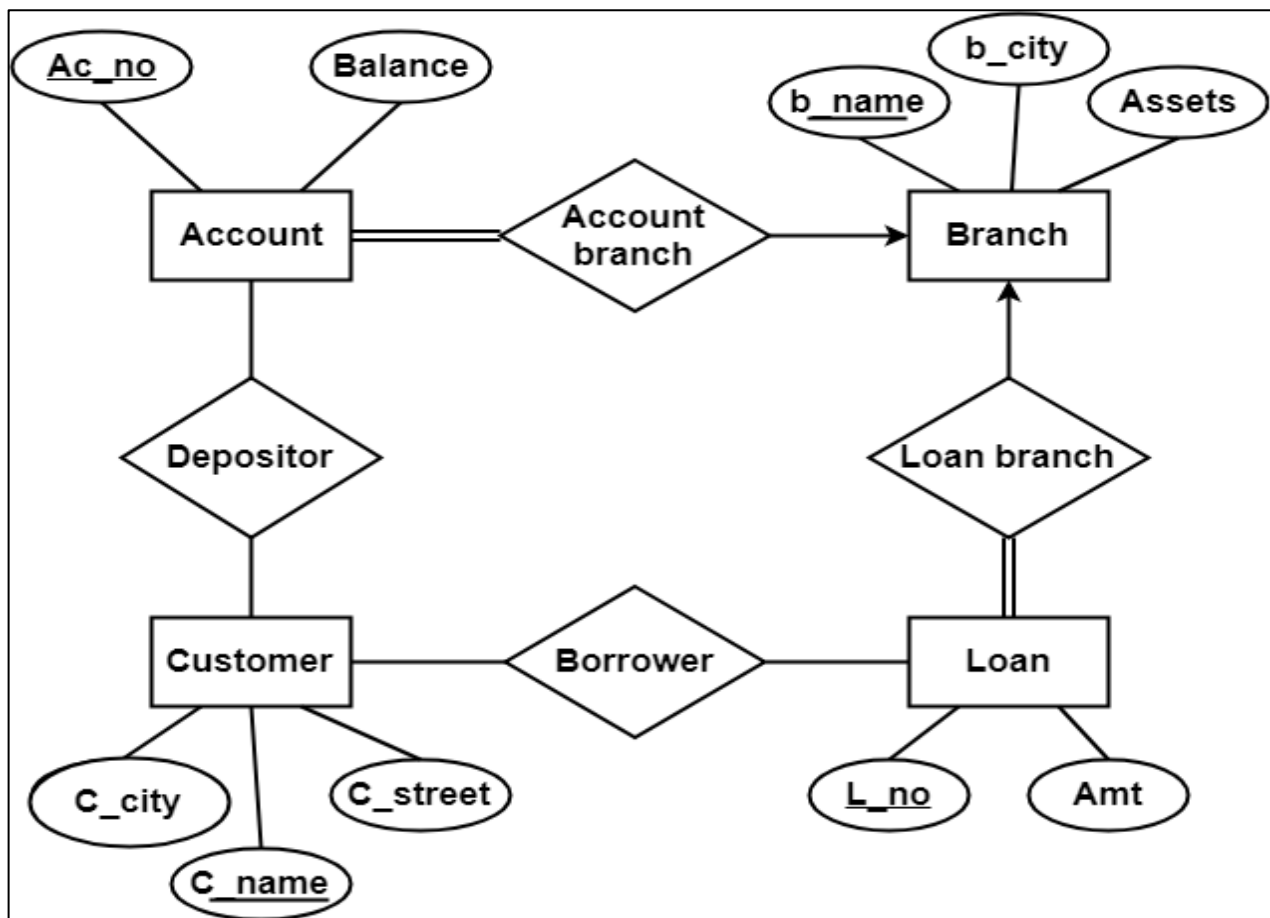 b_city
Ac_no
Balance
b_name
Assets
Account
Account
branch
Branch
Depositor
Loan branch
Customer
Borrower
Loan
C_city
C_street
L_no
Amt
C_name